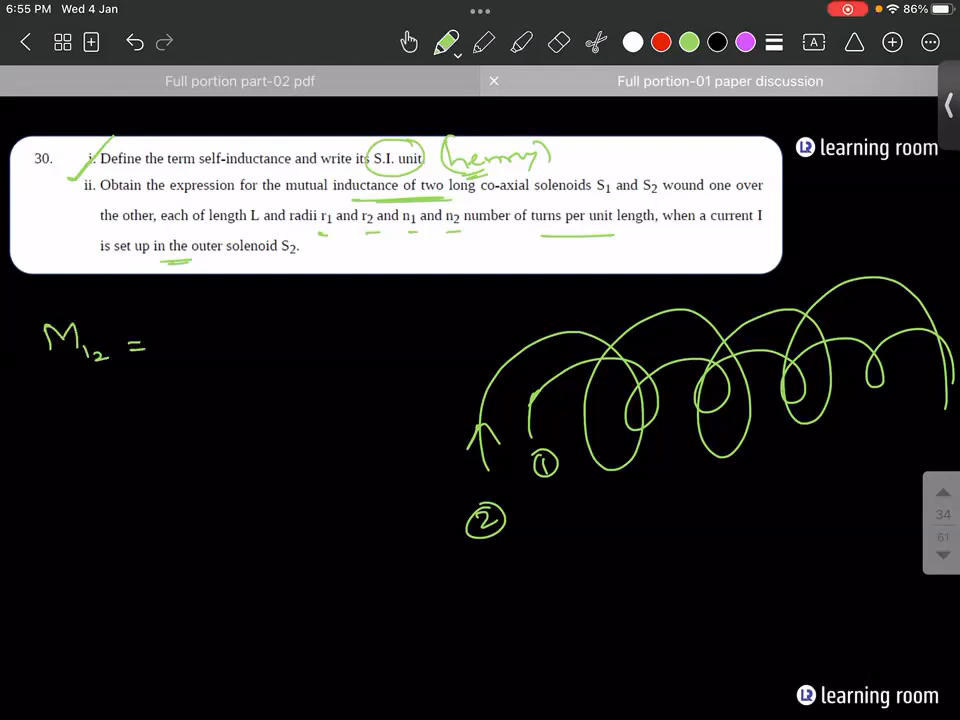 6:55 PM Wed 4 Jan
86%
A
Full portion part-02 pdf
Full portion-01 paper discussion
30. i. Define the term self-inductance and write its S.I. unit (henry)
ii. Obtain the expression for the mutual inductance of two long co-axial solenoids S₁ and S₂ wound one over
the other, each of length L and radii r₁ and r₂ and n₁ and n₂ number of turns per unit length, when a current I
is set up in the outer solenoid S₂.
LR learning room
M₁₂ =
①
②
34
61
LR learning room